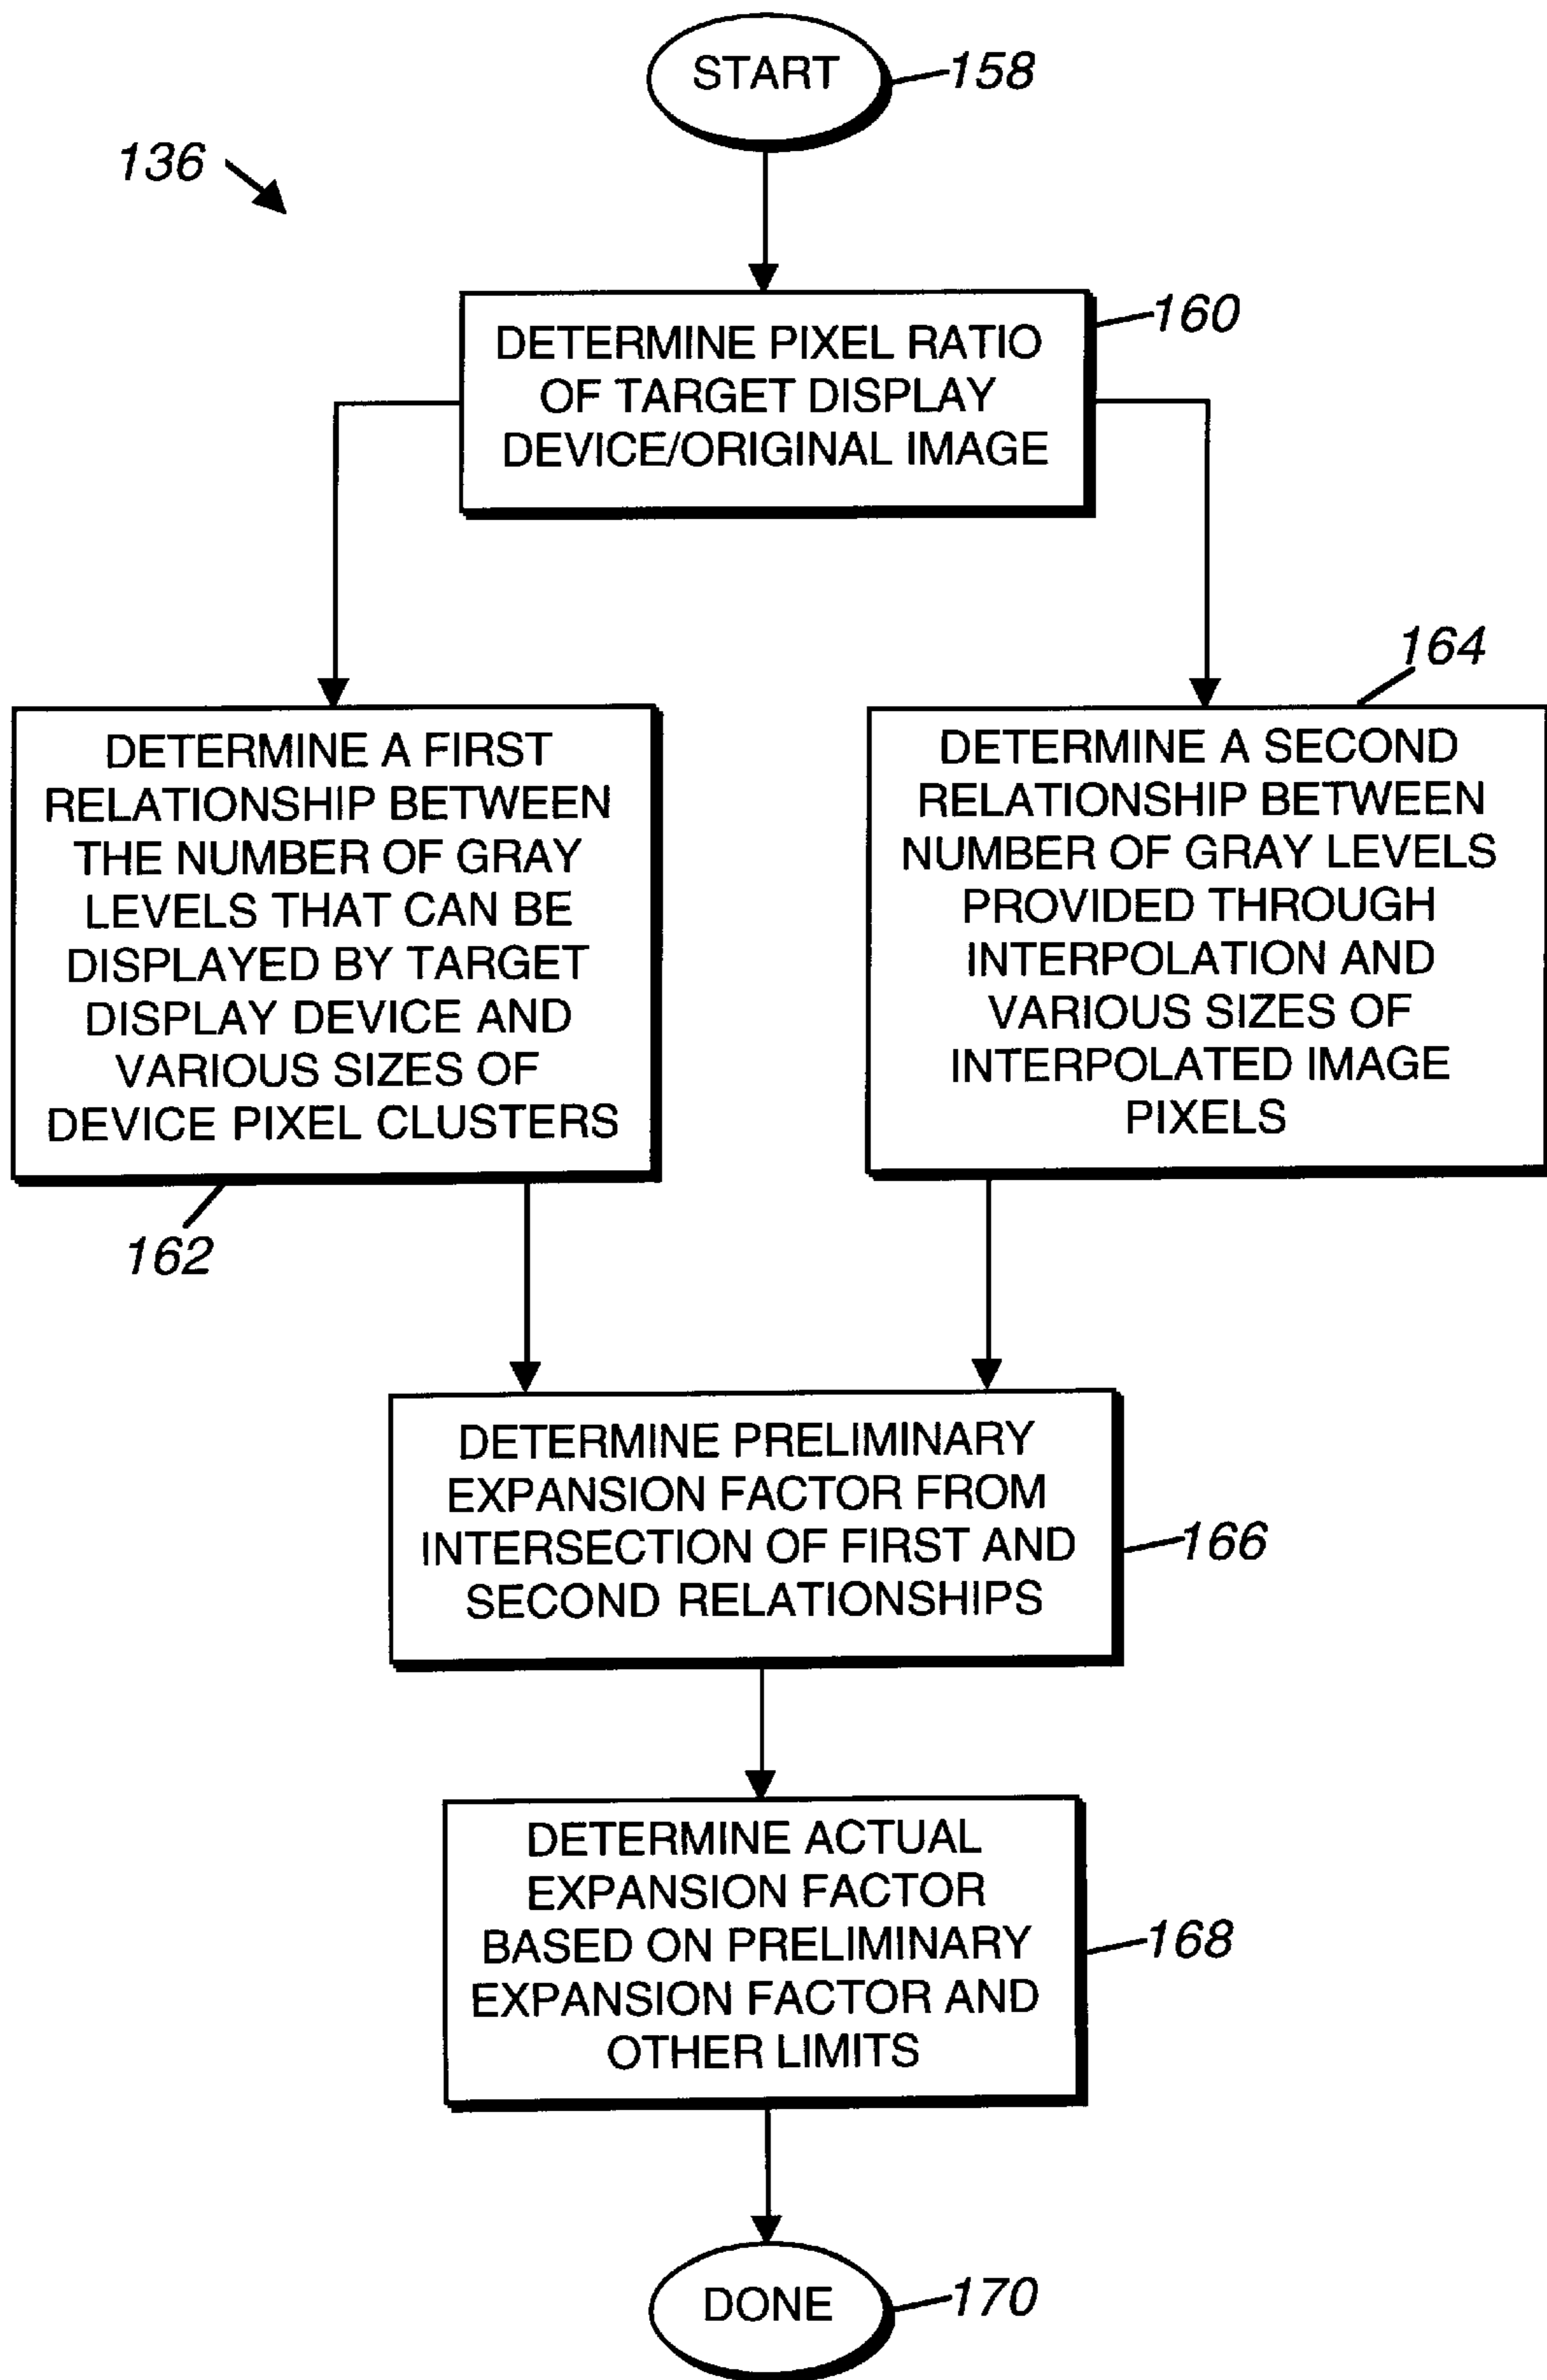 START
158
136
160
DETERMINE PIXEL RATIO
OF TARGET DISPLAY
DEVICE/ORIGINAL IMAGE
164
DETERMINE A FIRST
RELATIONSHIP BETWEEN
THE NUMBER OF GRAY
LEVELS THAT CAN BE
DISPLAYED BY TARGET
DISPLAY DEVICE AND
VARIOUS SIZES OF
DEVICE PIXEL CLUSTERS
162
DETERMINE A SECOND
RELATIONSHIP BETWEEN
NUMBER OF GRAY LEVELS
PROVIDED THROUGH
INTERPOLATION AND
VARIOUS SIZES OF
INTERPOLATED IMAGE
PIXELS
DETERMINE PRELIMINARY
EXPANSION FACTOR FROM
INTERSECTION OF FIRST AND
SECOND RELATIONSHIPS
166
DETERMINE ACTUAL
EXPANSION FACTOR
BASED ON PRELIMINARY
EXPANSION FACTOR AND
OTHER LIMITS
168
DONE
170